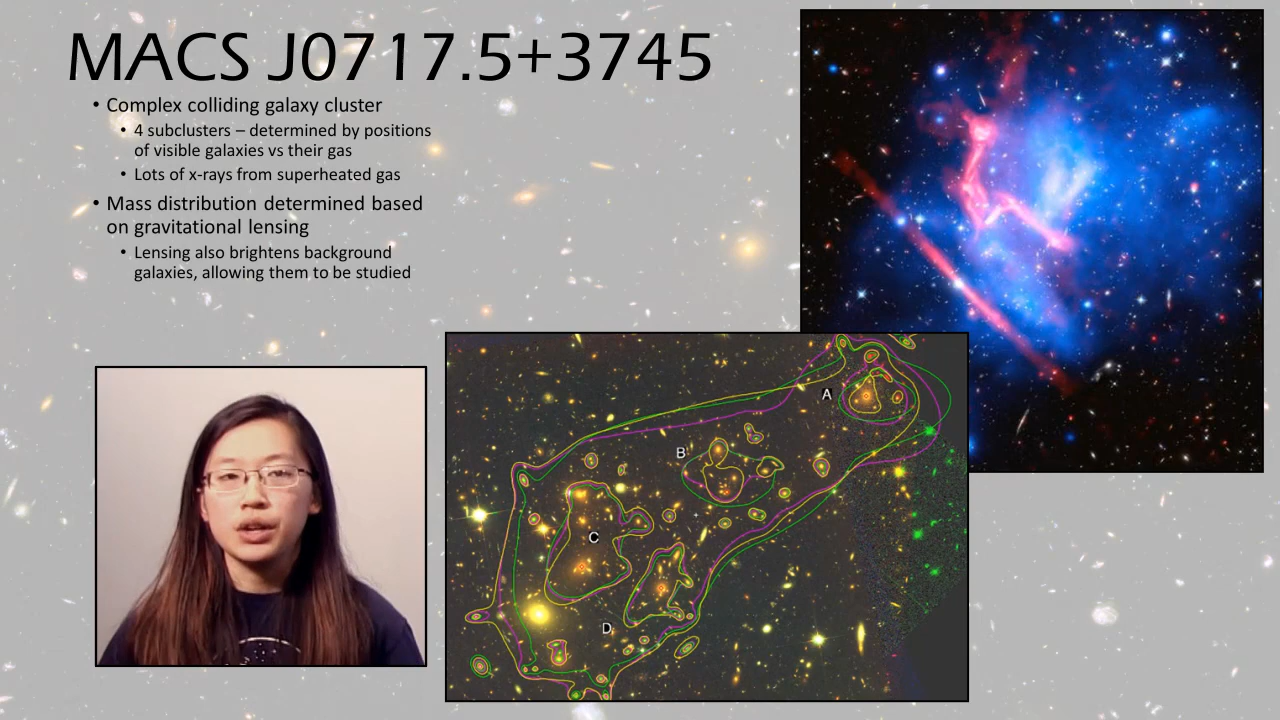 MACS J0717.5+3745
• Complex colliding galaxy cluster
• 4 subclusters – determined by positions
of visible galaxies vs their gas
• Lots of x-rays from superheated gas
• Mass distribution determined based
on gravitational lensing
• Lensing also brightens background
galaxies, allowing them to be studied
A
B
C
D